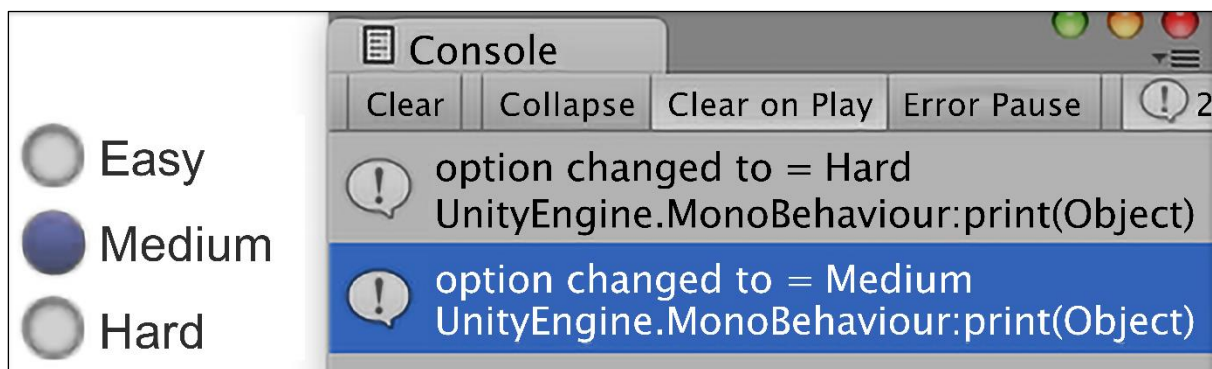 Easy
Medium
Hard
Console
Clear Collapse Clear on Play Error Pause 2
option changed to = Hard
UnityEngine.MonoBehaviour:print(Object)
option changed to = Medium
UnityEngine.MonoBehaviour:print(Object)